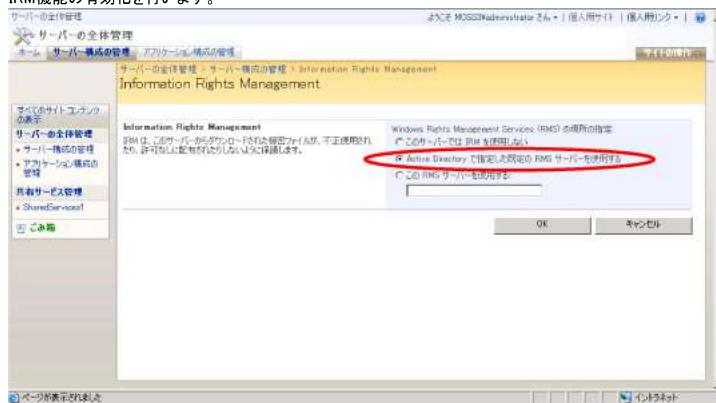 IRM機能の有効化を行います。
サーバーの全体管理
ようこそ MOSS03\administrator さん ▾ | 個人用サイト | 個人用リンク ▾ |
サーバーの全体管理
ホーム サーバー構成の管理 アプリケーション構成の管理
サイトの操作
サーバーの全体管理 > サーバー構成の管理 > Information Rights Management
Information Rights Management
すべてのサイト コンテンツの表示
サーバーの全体管理
サーバー構成の管理
アプリケーション構成の管理
共有サービス管理
SharedServices1
ごみ箱
Information Rights Management
IRM は、このサーバーからダウンロードされた機密ファイルが、不正使用されたり、許可なしに配布されたりしないように保護します。
Windows Rights Management Services (RMS) の場所の指定:
このサーバーでは IRM を使用しない
Active Directory で指定した既定の RMS サーバーを使用する
この RMS サーバーを使用する:
OK キャンセル
ページが表示されました
イントラネット